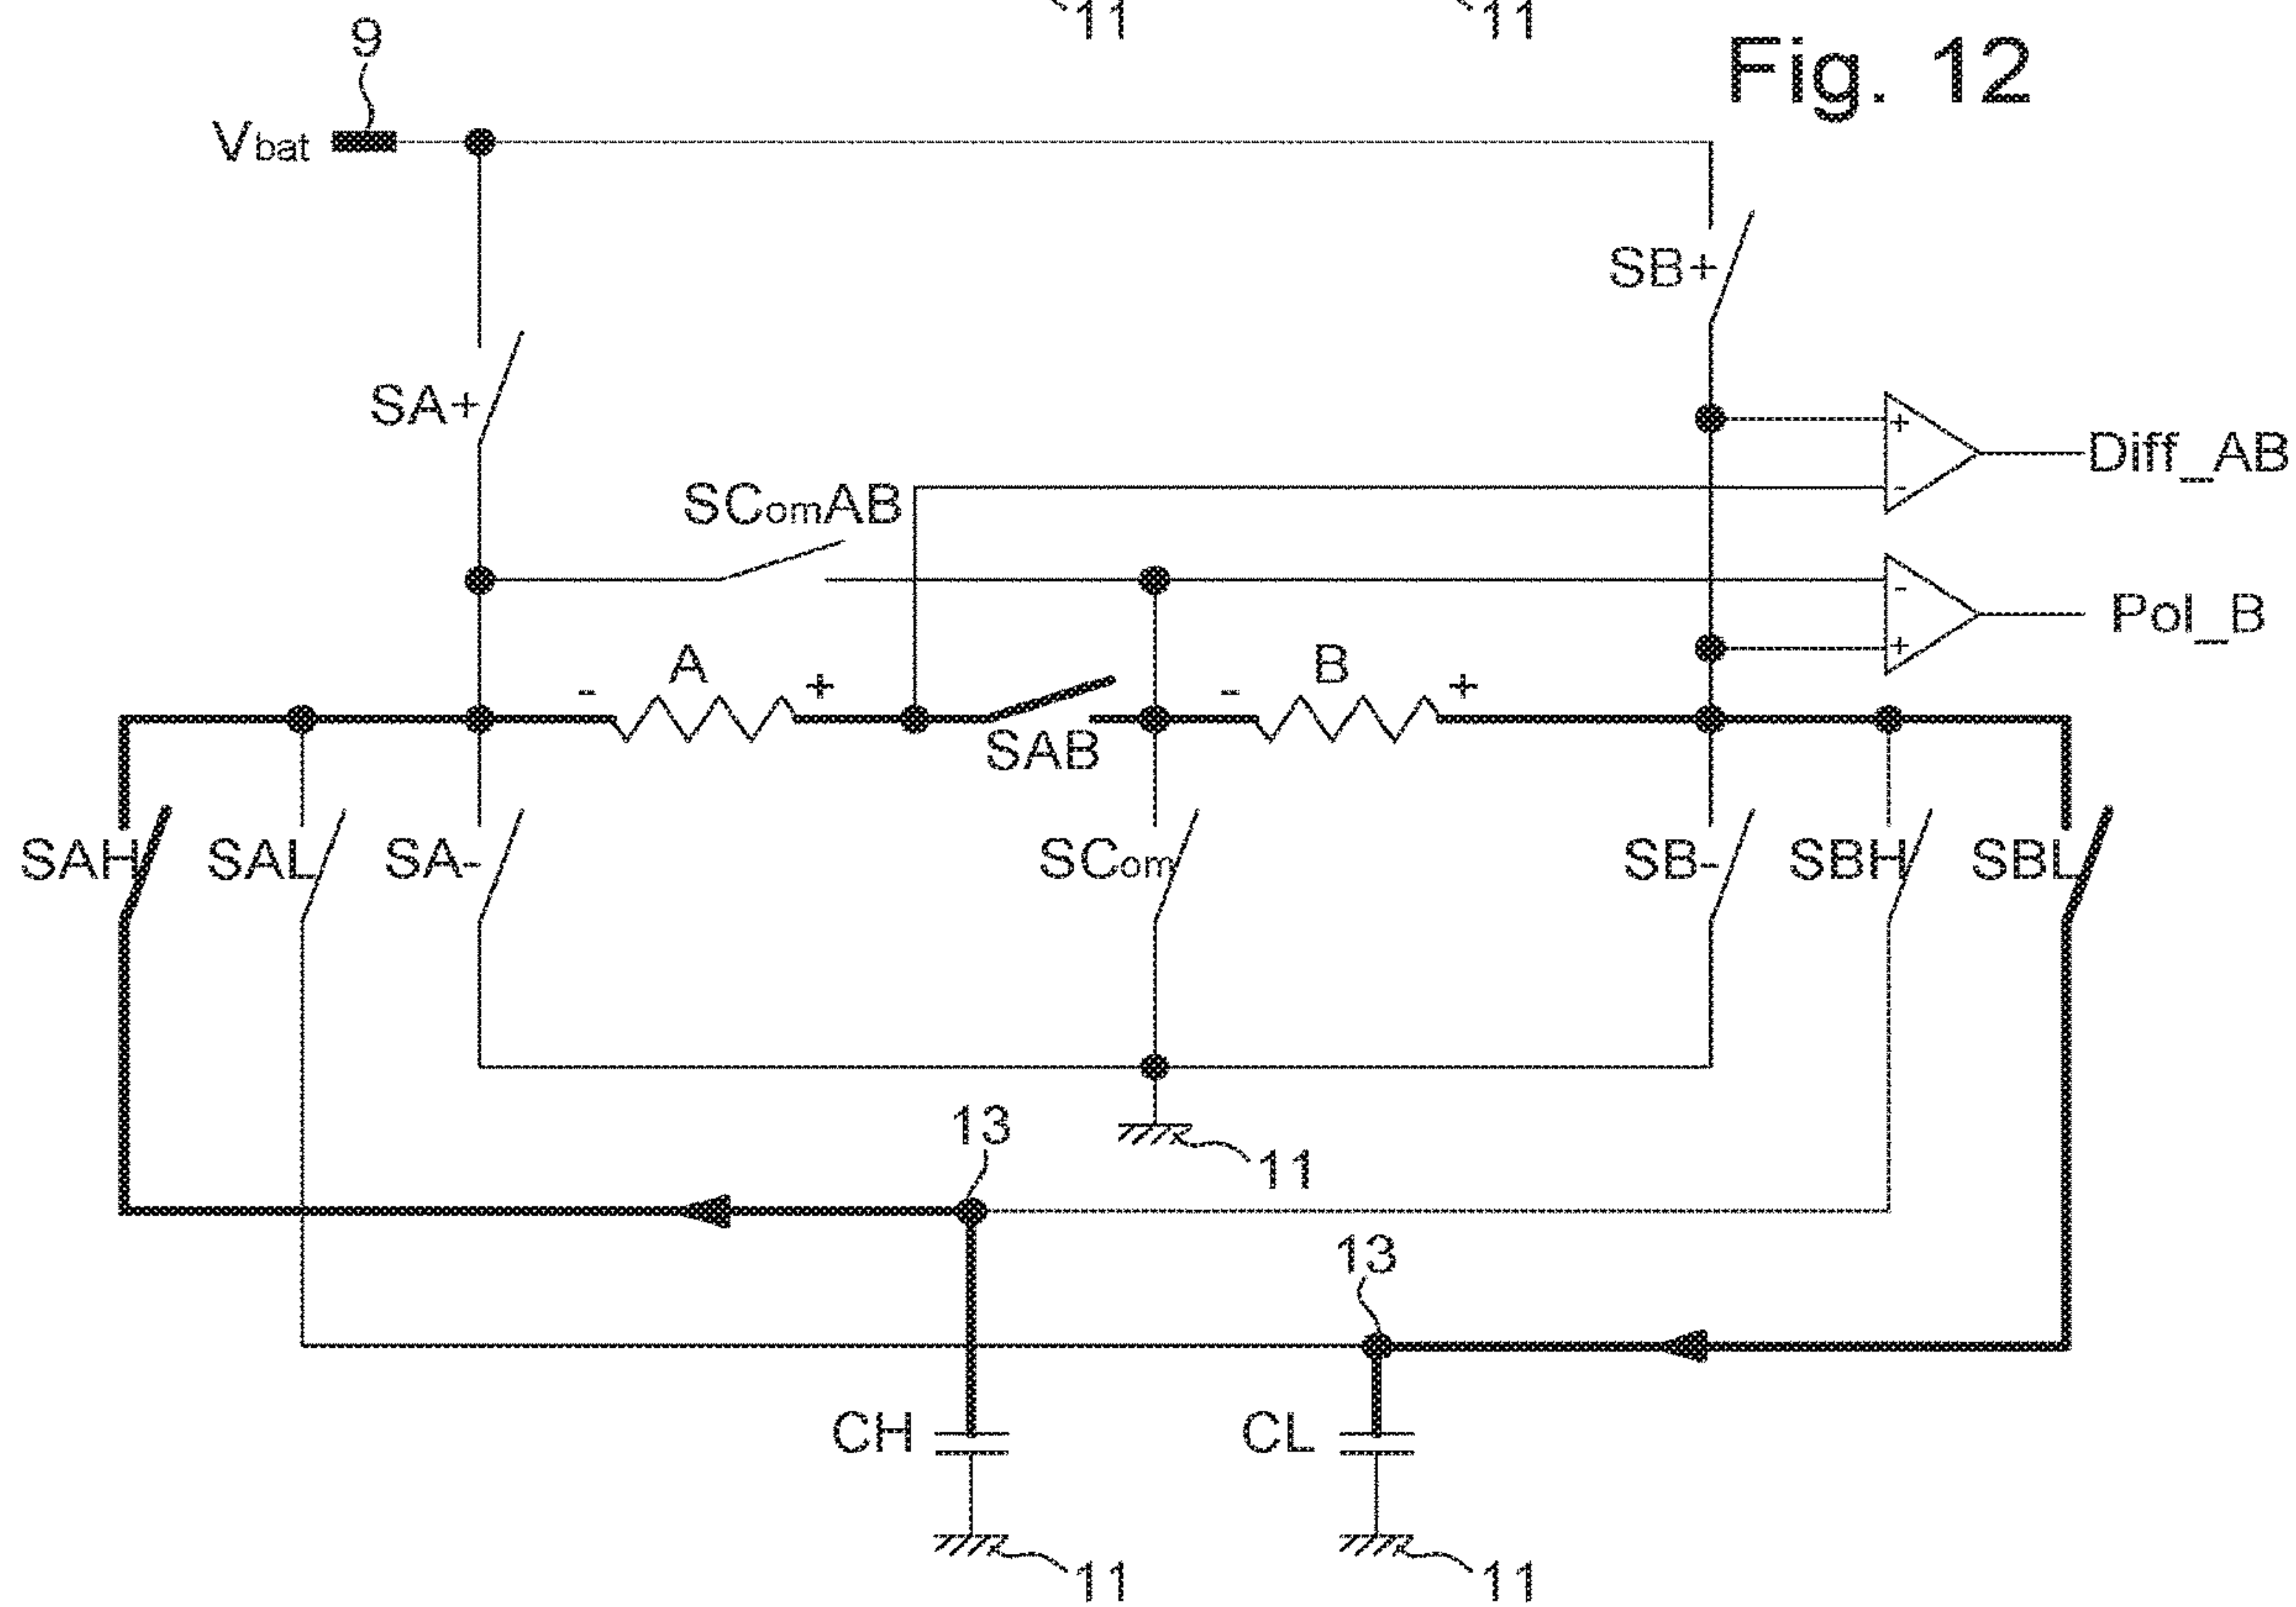 11 11
9
Fig. 12
Vbat
SB+
SA+
+
Diff_AB
-
SComAB
-
Pol_B
+
- A + - B +
SAB
SAH SAL SA- SCom SB- SBH SBL
13
11
13
CH CL
11 11